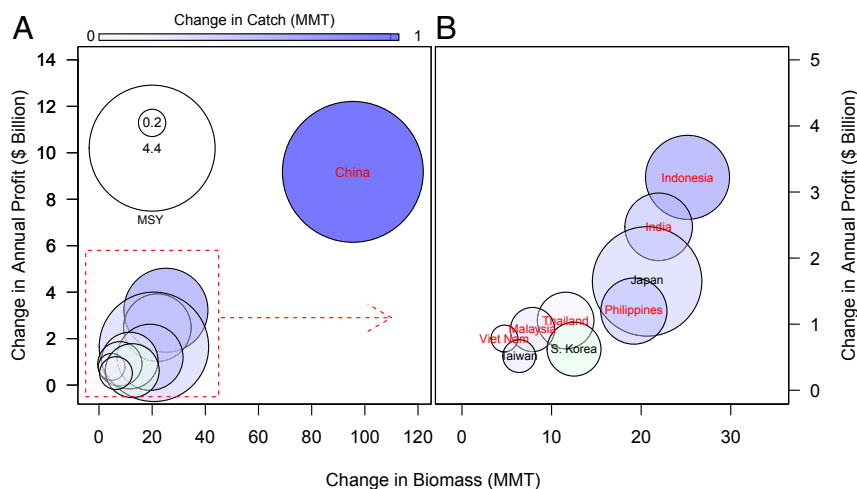 A
Change in Catch (MMT)
0 1
B
Change in Annual Profit ($ Billion)
14
12
10
8
6
4
2
0
0.2
4.4
MSY
China
0 20 40 60 80 100 120
Indonesia
India
Japan
Philippines
Thailand
Malaysia
Viet Nam
S. Korea
Taiwan
0 10 20 30
5
4
3
2
1
0
Change in Annual Profit ($ Billion)
Change in Biomass (MMT)